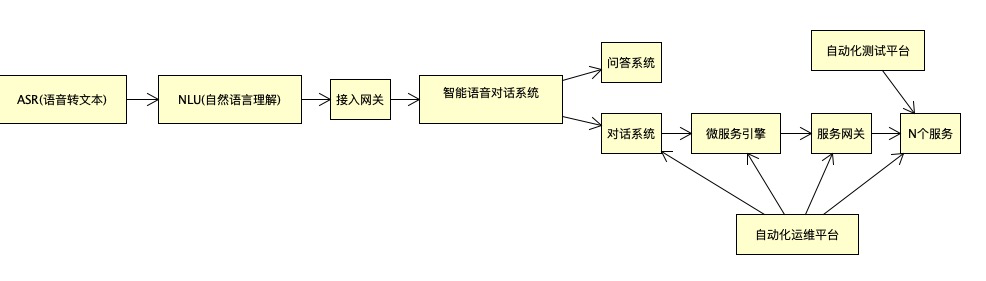 ASR(语音转文本)
NLU(自然语言理解)
接入网关
智能语音对话系统
问答系统
对话系统
微服务引擎
服务网关
N个服务
自动化测试平台
自动化运维平台